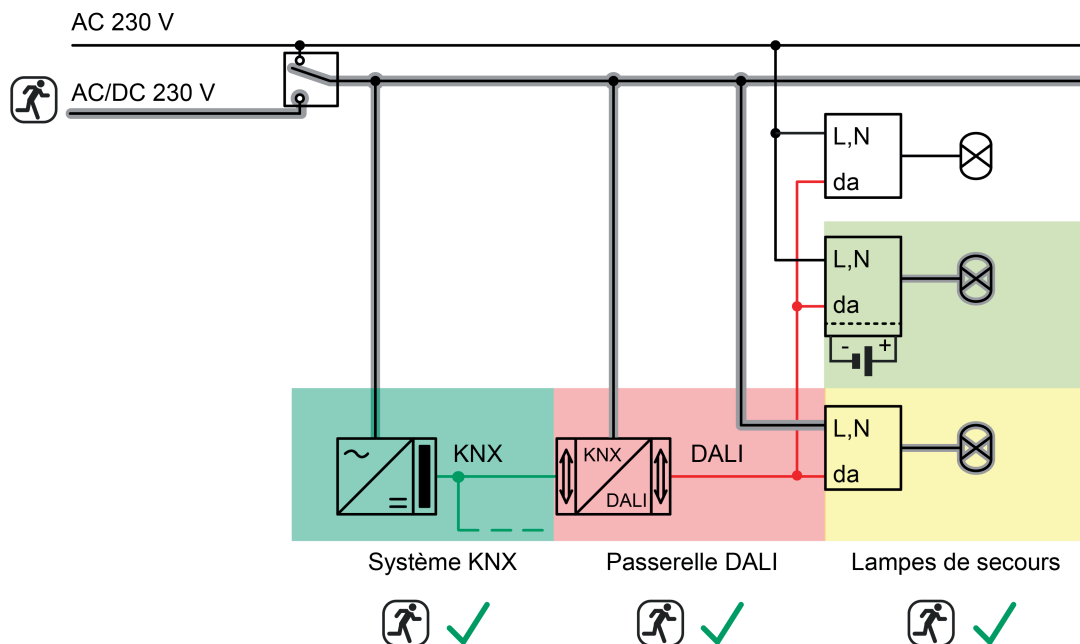 AC 230 V
AC/DC 230 V
L,N
da
L,N
da
- +
KNX
KNX
DALI
DALI
L,N
da
Système KNX
Passerelle DALI
Lampes de secours